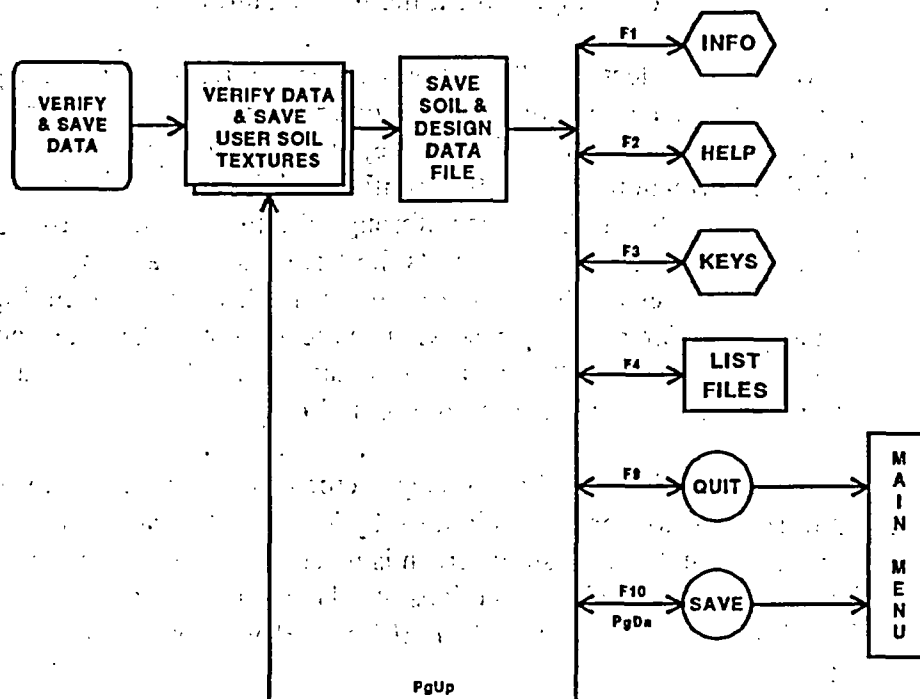 VERIFY
& SAVE
DATA
VERIFY DATA
& SAVE
USER SOIL
TEXTURES
SAVE
SOIL &
DESIGN
DATA
FILE
F1
INFO
F2
HELP
F3
KEYS
F4
LIST
FILES
F9
QUIT
F10
PgDn
SAVE
MAIN MENU
PgUp